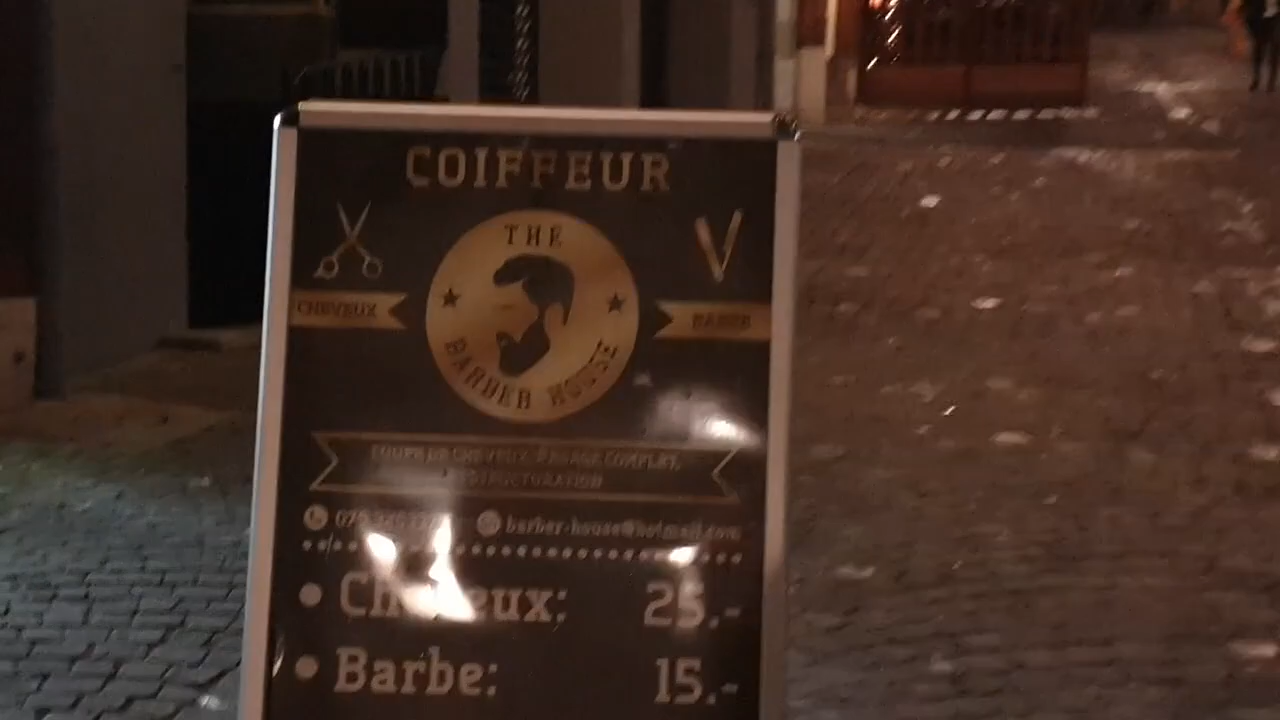 COIFFEUR
THE
BARBER HOUSE
CHEVEUX
BARBE
COUPE DE CHEVEUX, RASAGE COMPLET,
barber-house@hotmail.com
Cheveux: 25.-
Barbe: 15.-